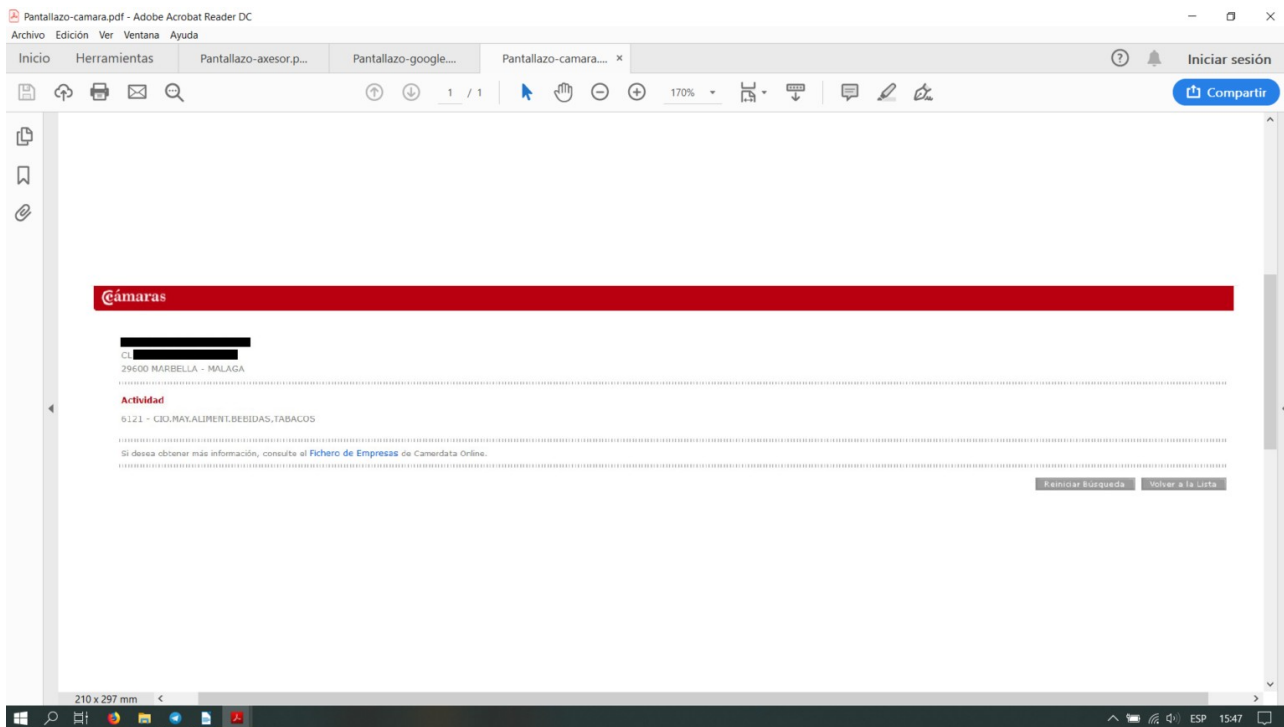 Pantallazo-camara.pdf - Adobe Acrobat Reader DC
Archivo Edición Ver Ventana Ayuda
Inicio Herramientas Pantallazo-axesor.p... Pantallazo-google.... Pantallazo-camara.... × Iniciar sesión
1 / 1 170% Compartir
Cámaras
CL
29600 MARBELLA - MALAGA
Actividad
6121 - CIO.MAY.ALIMENT.BEBIDAS,TABACOS
Si desea obtener más información, consulte el Fichero de Empresas de Camerdata Online.
Reiniciar Búsqueda Volver a la Lista
210 x 297 mm
ESP 15:47